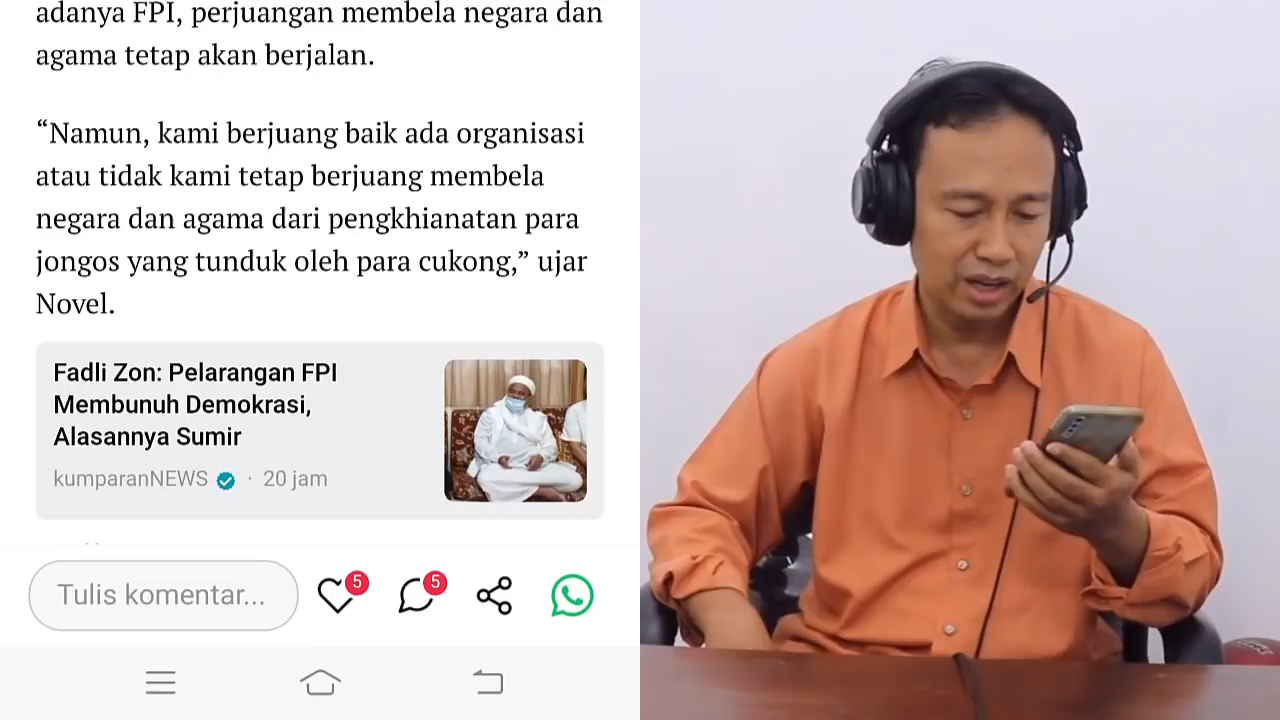 adanya FPI, perjuangan membela negara dan
agama tetap akan berjalan.
“Namun, kami berjuang baik ada organisasi
atau tidak kami tetap berjuang membela
negara dan agama dari pengkhianatan para
jongos yang tunduk oleh para cukong,” ujar
Novel.
Fadli Zon: Pelarangan FPI
Membunuh Demokrasi,
Alasannya Sumir
kumparanNEWS · 20 jam
Tulis komentar...
5
5